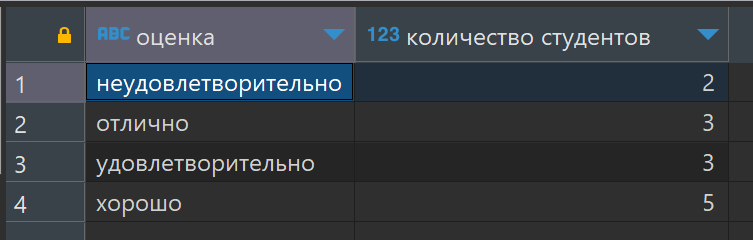 ABC оценка 123 количество студентов
1 неудовлетворительно 2
2 отлично 3
3 удовлетворительно 3
4 хорошо 5